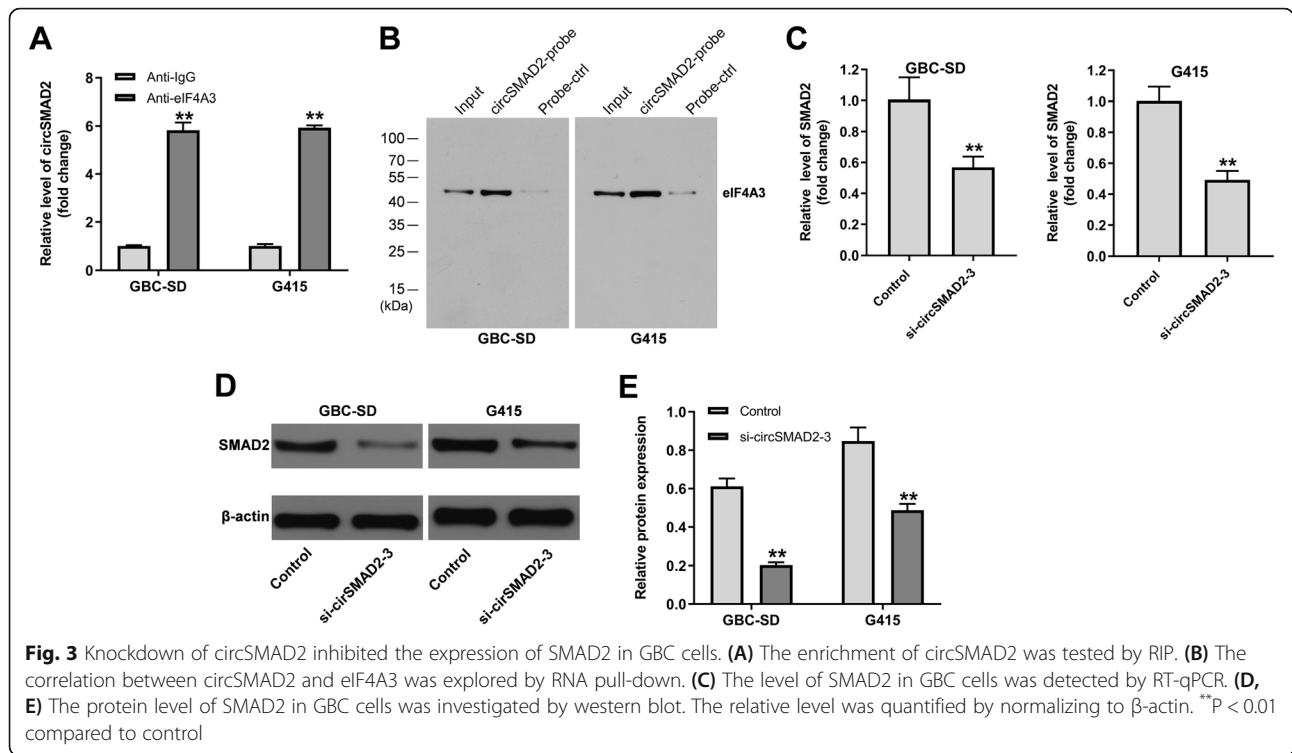 A
Anti-IgG
Anti-eIF4A3
Relative level of circSMAD2
(fold change)
8
6
4
2
0
**
**
GBC-SD
G415
B
Input
circSMAD2-probe
Probe-ctrl
Input
circSMAD2-probe
Probe-ctrl
100
70
55
40
35
25
15
(kDa)
eIF4A3
GBC-SD
G415
C
GBC-SD
Relative level of SMAD2
(fold change)
1.2
1.0
0.8
0.6
0.4
0.2
0.0
**
Control
si-circSMAD2-3
G415
Relative level of SMAD2
(fold change)
1.2
1.0
0.8
0.6
0.4
0.2
0.0
**
Control
si-circSMAD2-3
D
GBC-SD
G415
SMAD2
β-actin
Control
si-cirSMAD2-3
Control
si-cirSMAD2-3
E
Control
si-circSMAD2-3
Relative protein expression
1.0
0.8
0.6
0.4
0.2
0.0
**
**
GBC-SD
G415
Fig. 3 Knockdown of circSMAD2 inhibited the expression of SMAD2 in GBC cells. (A) The enrichment of circSMAD2 was tested by RIP. (B) The
correlation between circSMAD2 and eIF4A3 was explored by RNA pull-down. (C) The level of SMAD2 in GBC cells was detected by RT-qPCR. (D,
E) The protein level of SMAD2 in GBC cells was investigated by western blot. The relative level was quantified by normalizing to β-actin. **P < 0.01
compared to control